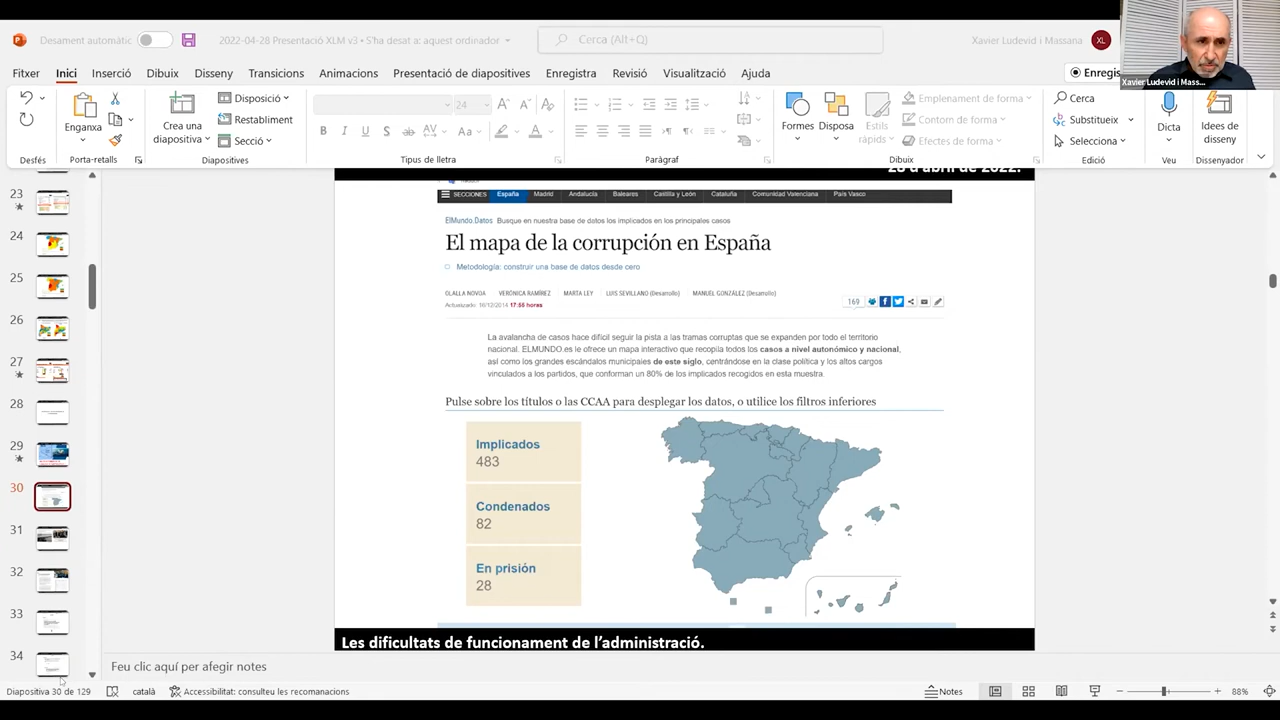 Desament automàtic
2022-04-28 Presentació XLM v3 • S'ha desat a: aquest ordinador
Cerca (Alt+Q)
Xavier Ludevid i Massana
XL
Xavier Ludevid i Mass...
Fitxer
Inici
Inserció
Dibuix
Disseny
Transicions
Animacions
Presentació de diapositives
Enregistra
Revisió
Visualització
Ajuda
Enregis
Enganxa
Crea una diapositiva
Disposició
Restabliment
Secció
24
Formes
Disposa
Estils ràpids
Emplenament de forma
Contorn de forma
Efectes de forma
Cerca
Substitueix
Selecciona
Dicta
Idees de disseny
Desfés
Porta-retalls
Diapositives
Tipus de lletra
Paràgraf
Dibuix
Edició
Veu
Dissenyador
23
24
25
26
27
28
29
30
31
32
33
34
28 d'abril de 2022.
SECCIONES España Madrid Andalucía Baleares Castilla y León Cataluña Comunidad Valenciana País Vasco
ElMundo.Datos Busque en nuestra base de datos los implicados en los principales casos
El mapa de la corrupción en España
Metodología: construir una base de datos desde cero
OLALLA NOVOA VERÓNICA RAMÍREZ MARTA LEY LUIS SEVILLANO (Desarrollo) MANUEL GONZÁLEZ (Desarrollo)
Actualizado: 16/12/2014 17:55 horas
169
La avalancha de casos hace difícil seguir la pista a las tramas corruptas que se expanden por todo el territorio
nacional. ELMUNDO.es le ofrece un mapa interactivo que recopila todos los casos a nivel autonómico y nacional,
así como los grandes escándalos municipales de este siglo, centrándose en la clase política y los altos cargos
vinculados a los partidos, que conforman un 80% de los implicados recogidos en esta muestra.
Pulse sobre los títulos o las CCAA para desplegar los datos, o utilice los filtros inferiores
Implicados
483
Condenados
82
En prisión
28
Les dificultats de funcionament de l'administració.
Feu clic aquí per afegir notes
Diapositiva 30 de 129
català
Accessibilitat: consulteu les recomanacions
Notes
88%